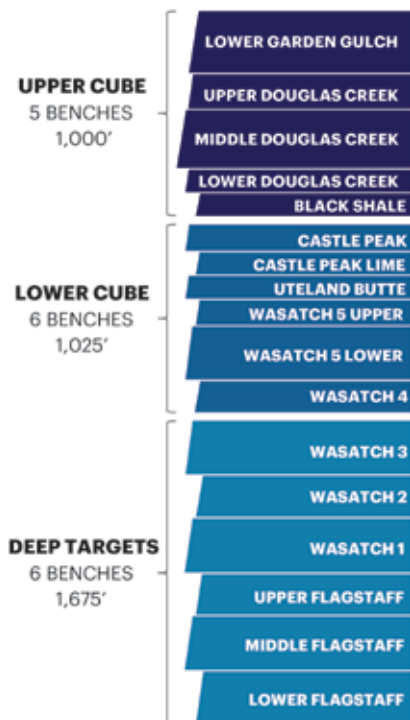 UPPER CUBE
5 BENCHES
1,000'
LOWER GARDEN GULCH
UPPER DOUGLAS CREEK
MIDDLE DOUGLAS CREEK
LOWER DOUGLAS CREEK
BLACK SHALE
LOWER CUBE
6 BENCHES
1,025'
CASTLE PEAK
CASTLE PEAK LIME
UTELAND BUTTE
WASATCH 5 UPPER
WASATCH 5 LOWER
WASATCH 4
DEEP TARGETS
6 BENCHES
1,675'
WASATCH 3
WASATCH 2
WASATCH 1
UPPER FLAGSTAFF
MIDDLE FLAGSTAFF
LOWER FLAGSTAFF